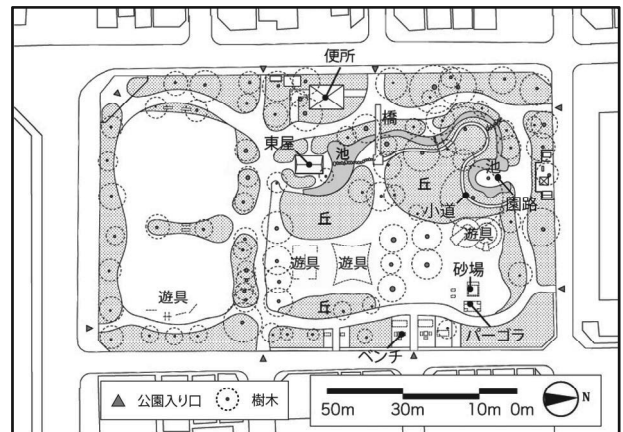 便所
橋
東屋
池
池
丘
小道
園路
丘
遊具
遊具
遊具
砂場
遊具
丘
パーゴラ
ベンチ
公園入り口
樹木
50m 30m 10m 0m
N